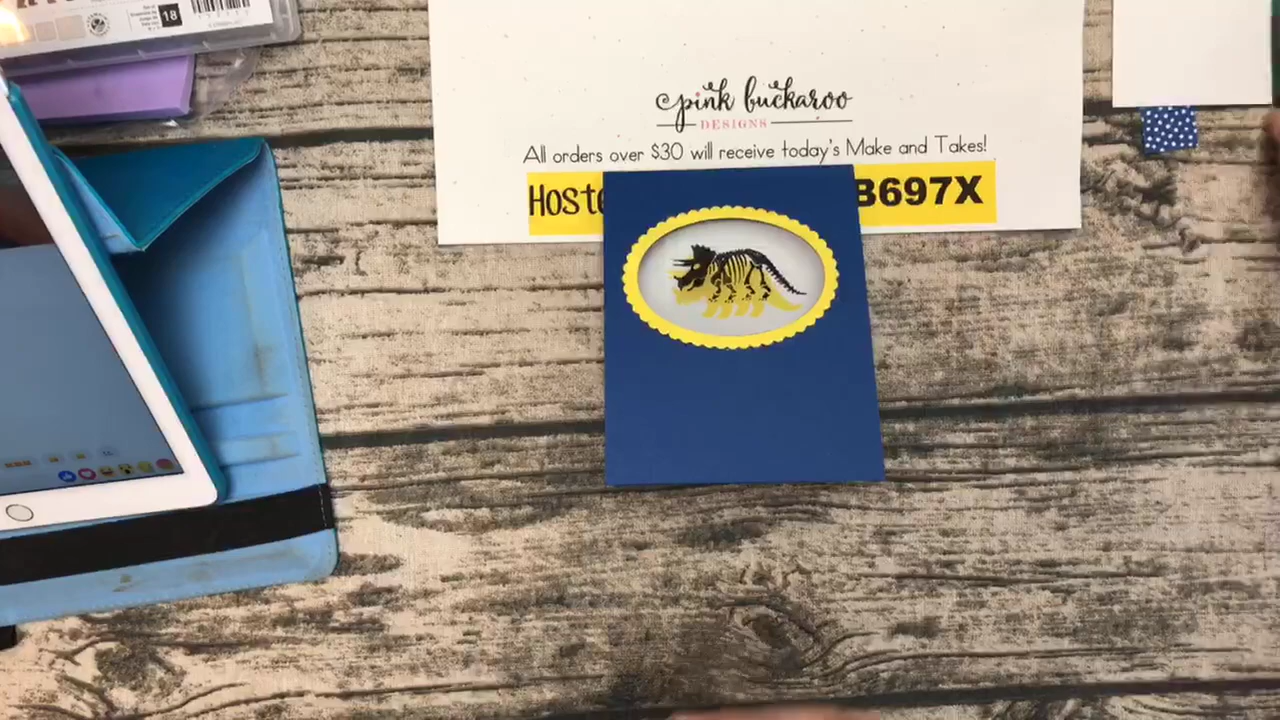 18
pink buckaroo
DESIGNS
All orders over $30 will receive today's Make and Takes!
Hoste B697X